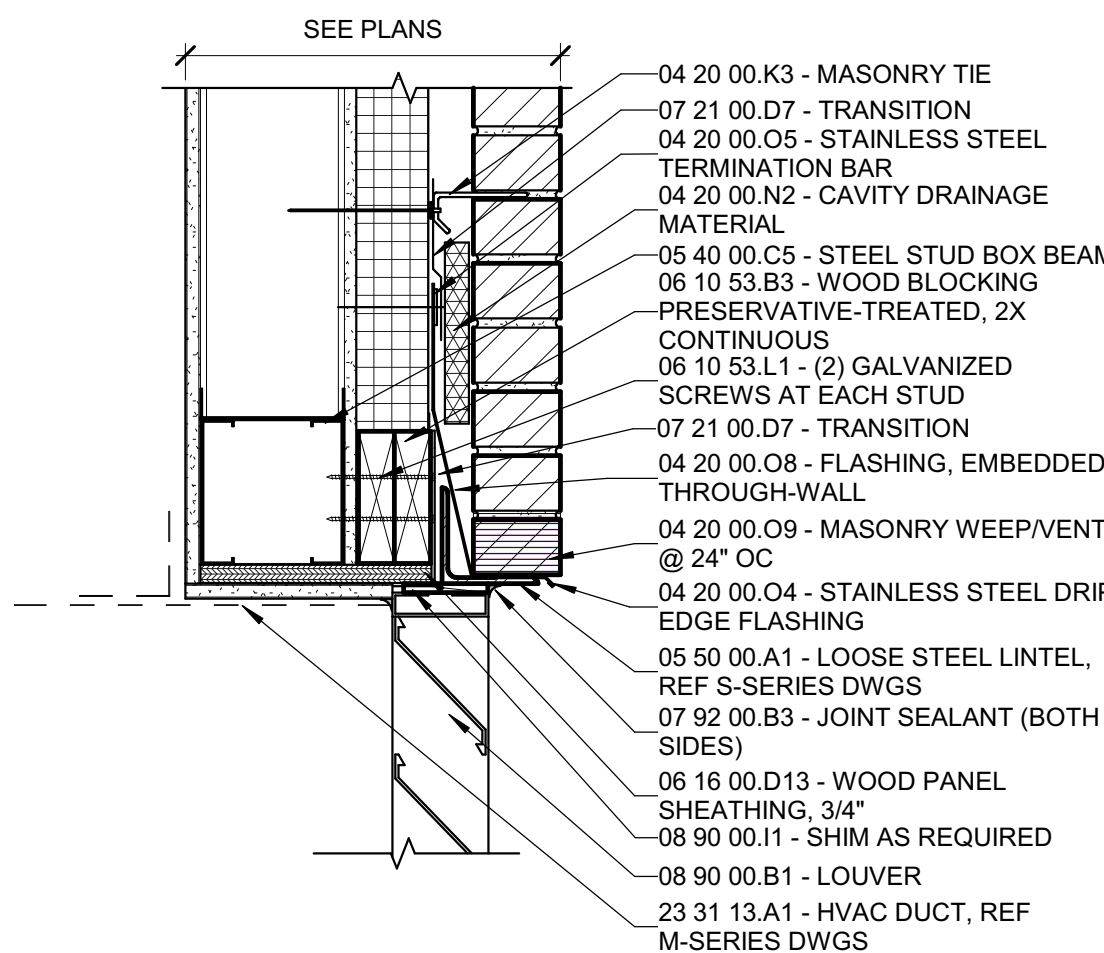 SEE PLANS
04 20 00.K3 - MASONRY TIE
07 21 00.D7 - TRANSITION
04 20 00.O5 - STAINLESS STEEL
TERMINATION BAR
04 20 00.N2 - CAVITY DRAINAGE
MATERIAL
05 40 00.C5 - STEEL STUD BOX BEAM
06 10 53.B3 - WOOD BLOCKING
PRESERVATIVE-TREATED, 2X
CONTINUOUS
06 10 53.L1 - (2) GALVANIZED
SCREWS AT EACH STUD
07 21 00.D7 - TRANSITION
04 20 00.O8 - FLASHING, EMBEDDED
THROUGH-WALL
04 20 00.O9 - MASONRY WEEP/VENT
@ 24" OC
04 20 00.O4 - STAINLESS STEEL DRIP
EDGE FLASHING
05 50 00.A1 - LOOSE STEEL LINTEL,
REF S-SERIES DWGS
07 92 00.B3 - JOINT SEALANT (BOTH
SIDES)
06 16 00.D13 - WOOD PANEL
SHEATHING, 3/4"
08 90 00.I1 - SHIM AS REQUIRED
08 90 00.B1 - LOUVER
23 31 13.A1 - HVAC DUCT, REF
M-SERIES DWGS